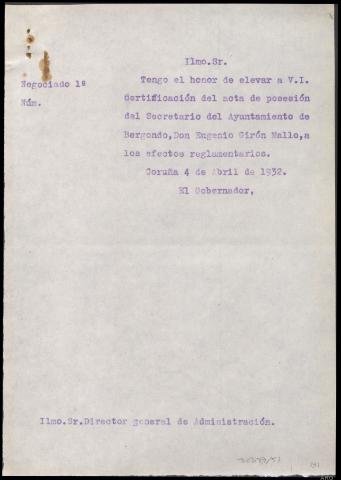 Ilmo.Sr.
Negociado 1º
Núm.
Tengo el honor de elevar a V.I.
Certificación del acta de posesión
del Secretario del Ayuntamiento de
Bergondo,Don Eugenio Girón Mallo,a
los efectos reglamentarios.
Coruña 4 de Abril de 1932.
El Gobernador,
Ilmo.Sr.Director general de Administración.